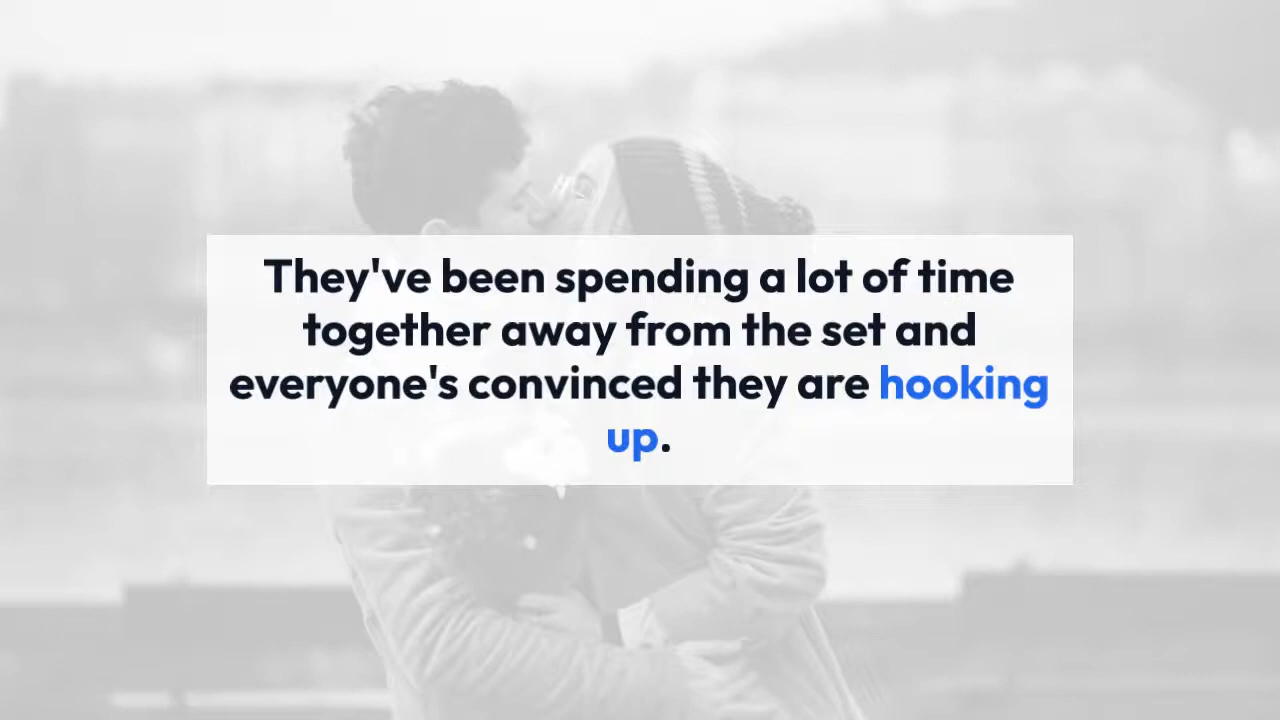 They've been spending a lot of time
together away from the set and
everyone's convinced they are hooking
up.